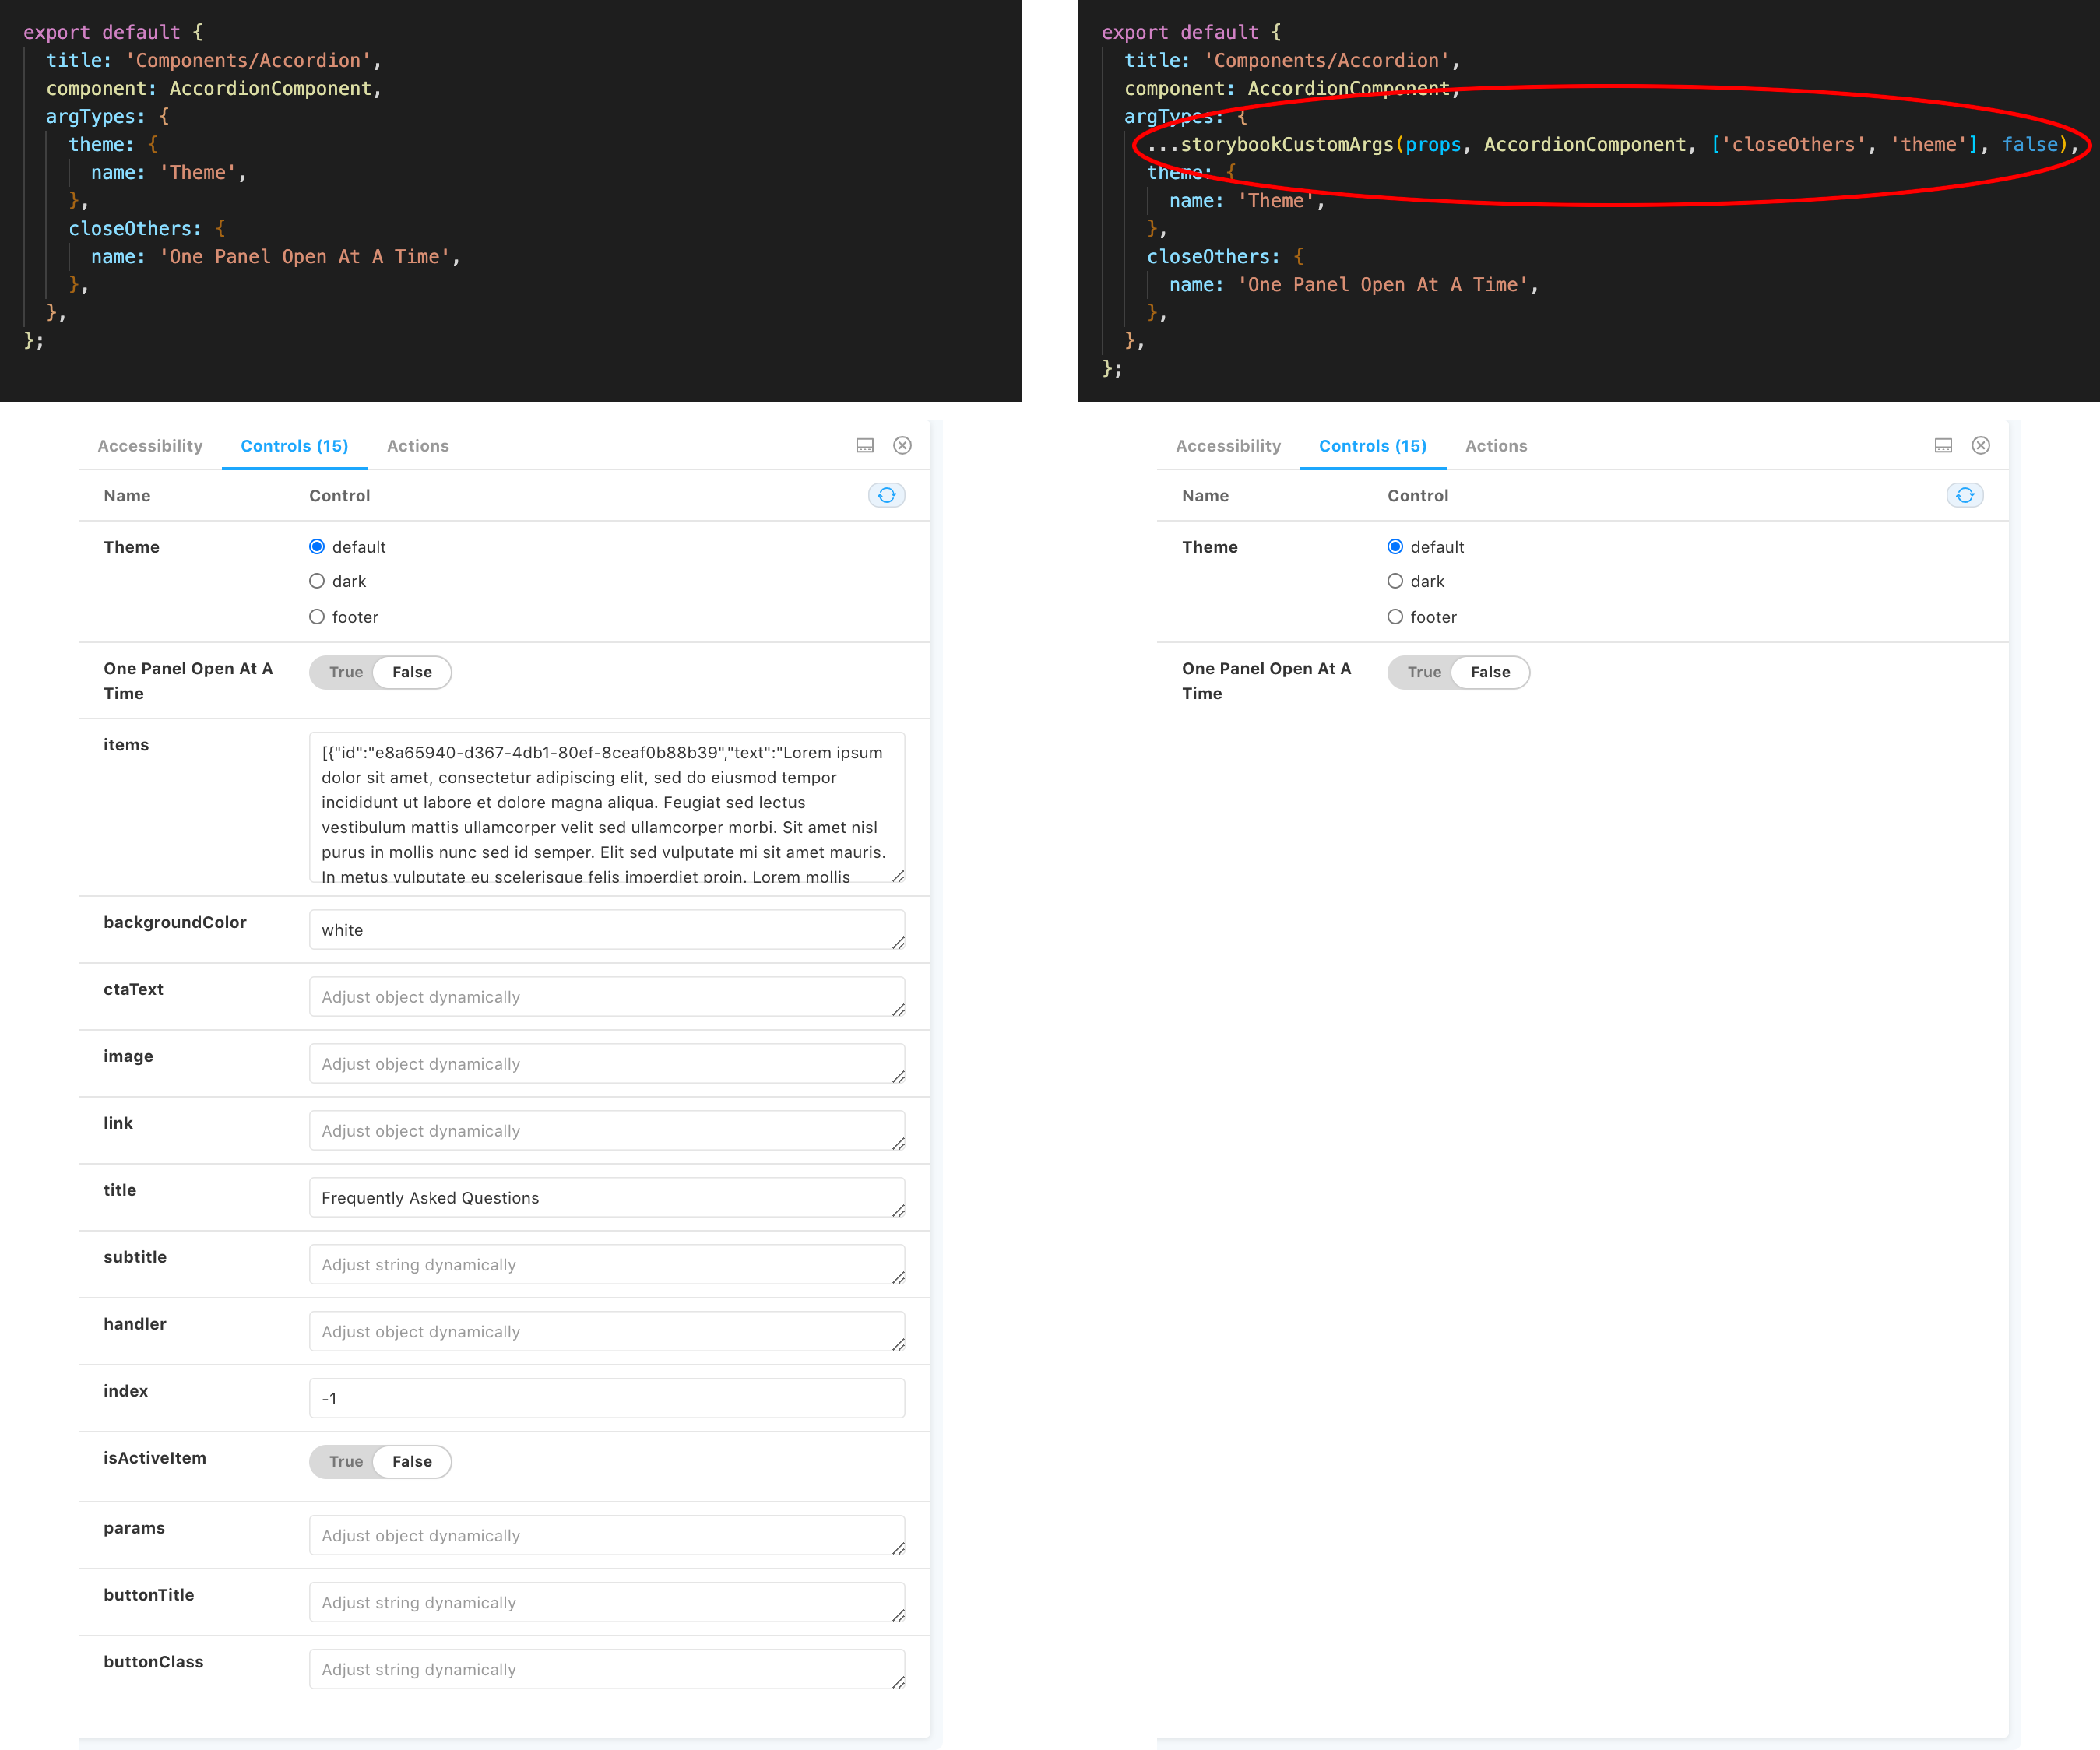 export default {
title: 'Components/Accordion',
component: AccordionComponent,
argTypes: {
theme: {
name: 'Theme',
},
closeOthers: {
name: 'One Panel Open At A Time',
},
},
};
export default {
title: 'Components/Accordion',
component: AccordionComponent,
argTypes: {
...storybookCustomArgs(props, AccordionComponent, ['closeOthers', 'theme'], false),
theme: {
name: 'Theme',
},
closeOthers: {
name: 'One Panel Open At A Time',
},
},
};
Accessibility Controls (15) Actions
Name Control
Theme default
dark
footer
One Panel Open At A
Time
True False
items
[{"id":"e8a65940-d367-4db1-80ef-8ceaf0b88b39","text":"Lorem ipsum
dolor sit amet, consectetur adipiscing elit, sed do eiusmod tempor
incididunt ut labore et dolore magna aliqua. Feugiat sed lectus
vestibulum mattis ullamcorper velit sed ullamcorper morbi. Sit amet nisl
purus in mollis nunc sed id semper. Elit sed vulputate mi sit amet mauris.
In metus vulputate eu scelerisque felis imperdiet proin. Lorem mollis
backgroundColor white
ctaText Adjust object dynamically
image Adjust object dynamically
link Adjust object dynamically
title Frequently Asked Questions
subtitle Adjust string dynamically
handler Adjust object dynamically
index -1
isActiveItem True False
params Adjust object dynamically
buttonTitle Adjust string dynamically
buttonClass Adjust string dynamically
Accessibility Controls (15) Actions
Name Control
Theme default
dark
footer
One Panel Open At A
Time
True False